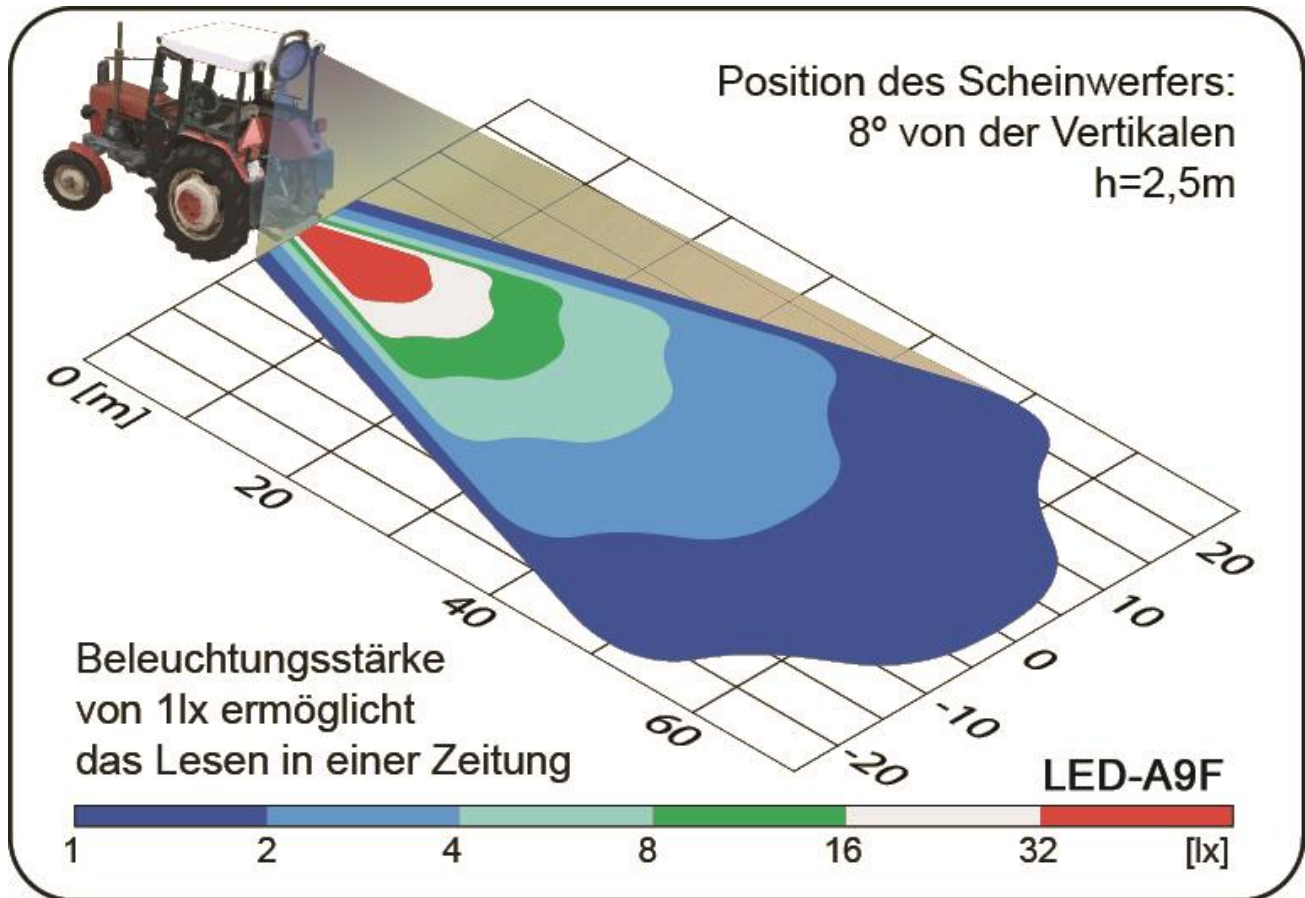 Position des Scheinwerfers:
8º von der Vertikalen
h=2,5m
0 [m]
20
40
60
20
10
0
-10
-20
Beleuchtungsstärke
von 1lx ermöglicht
das Lesen in einer Zeitung
LED-A9F
1 2 4 8 16 32 [lx]